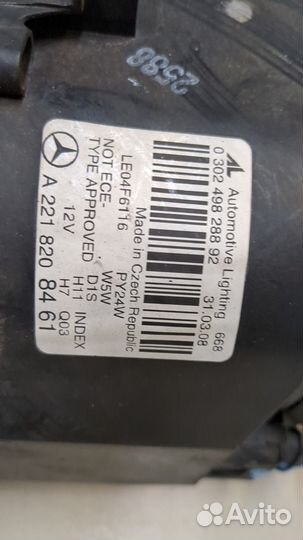 2588
Automotive Lighting 668
0 302 498 288 92
31.03.08
Made in Czech Republic
LE04F6116 PY24W
NOT ECE- W5W
TYPE APPROVED D1S
12V H11 INDEX
H7 Q03
A 221 820 84 61
Avito